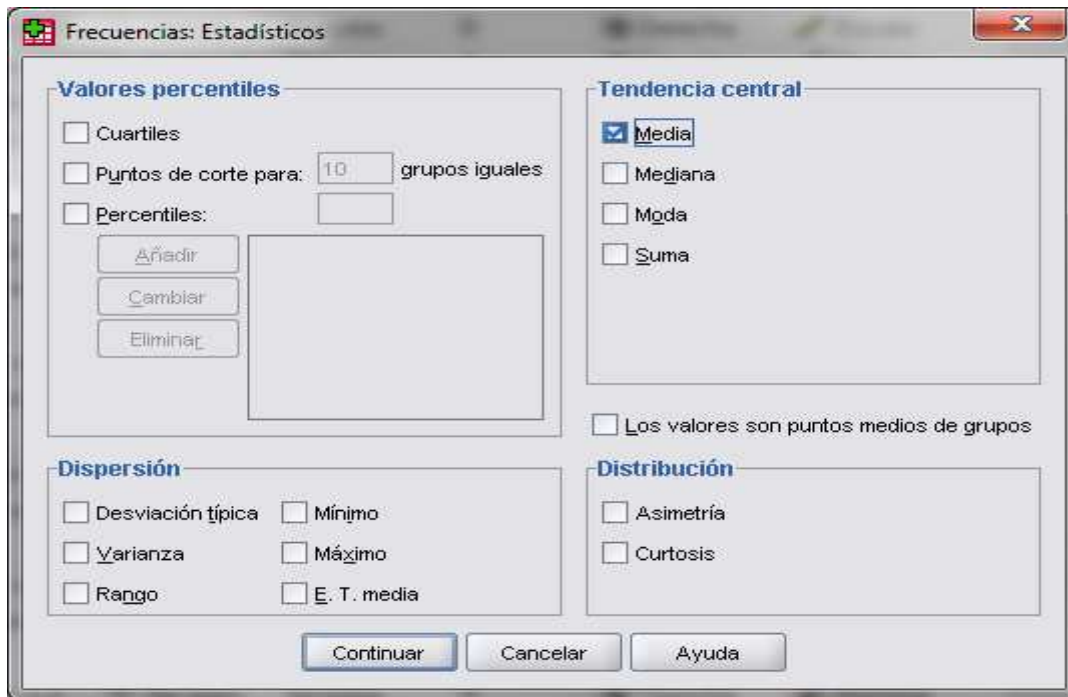 Frecuencias: Estadísticos
Valores percentiles
Cuartiles
Puntos de corte para: 10 grupos iguales
Percentiles:
Añadir
Cambiar
Eliminar
Tendencia central
Media
Mediana
Moda
Suma
Los valores son puntos medios de grupos
Dispersión
Desviación típica
Mínimo
Varianza
Máximo
Rango
E. T. media
Distribución
Asimetría
Curtosis
Continuar
Cancelar
Ayuda